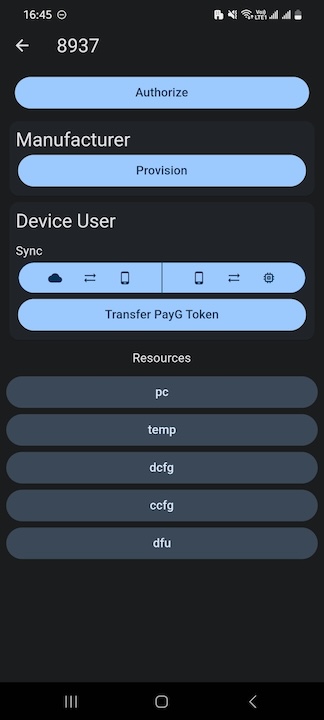 16:45
VoD LTE1
8937
Authorize
Manufacturer
Provision
Device User
Sync
Transfer PayG Token
Resources
pc
temp
dcfg
ccfg
dfu